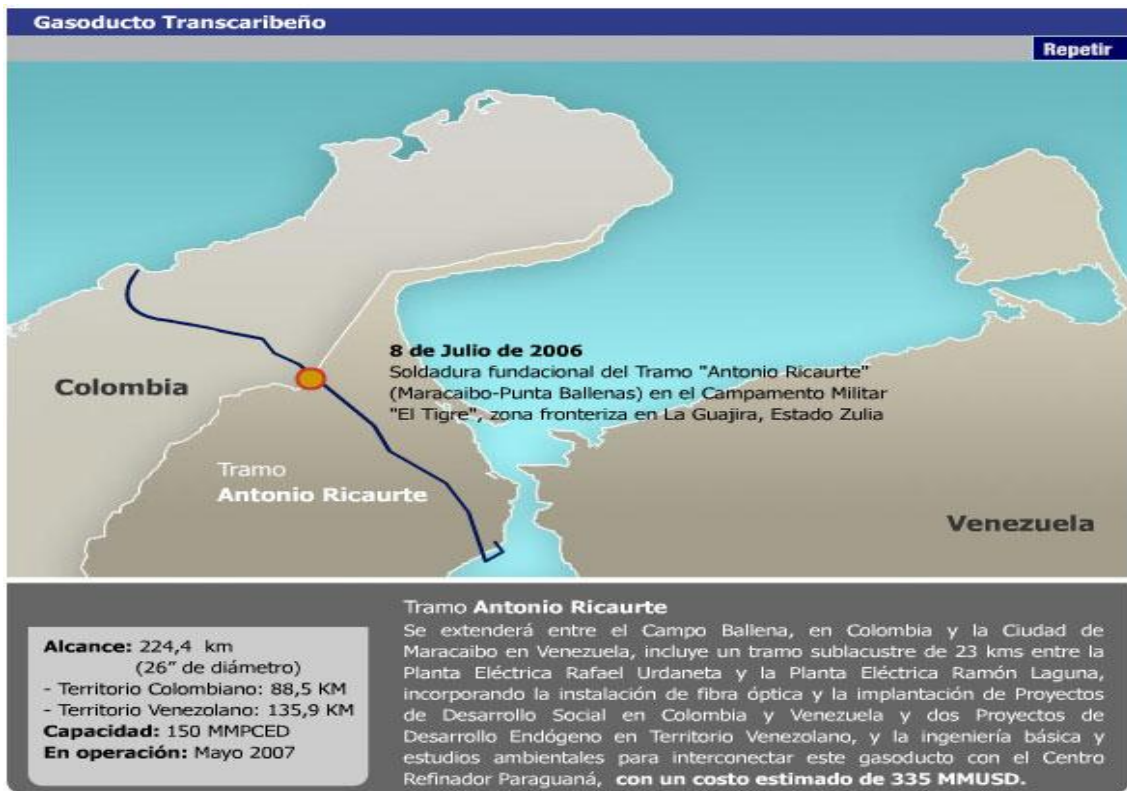 Gasoducto Transcaribeño
Repetir
8 de Julio de 2006
Soldadura fundacional del Tramo "Antonio Ricaurte"
(Maracaibo-Punta Ballenas) en el Campamento Militar
"El Tigre", zona fronteriza en La Guajira, Estado Zulia
Colombia
Tramo
Antonio Ricaurte
Venezuela
Alcance: 224,4 km
(26” de diámetro)
- Territorio Colombiano: 88,5 KM
- Territorio Venezolano: 135,9 KM
Capacidad: 150 MMPCED
En operación: Mayo 2007
Tramo Antonio Ricaurte
Se extenderá entre el Campo Ballena, en Colombia y la Ciudad de
Maracaibo en Venezuela, incluye un tramo sublacustre de 23 kms entre la
Planta Eléctrica Rafael Urdaneta y la Planta Eléctrica Ramón Laguna,
incorporando la instalación de fibra óptica y la implantación de Proyectos
de Desarrollo Social en Colombia y Venezuela y dos Proyectos de
Desarrollo Endógeno en Territorio Venezolano, y la ingeniería básica y
estudios ambientales para interconectar este gasoducto con el Centro
Refinador Paraguaná, con un costo estimado de 335 MMUSD.